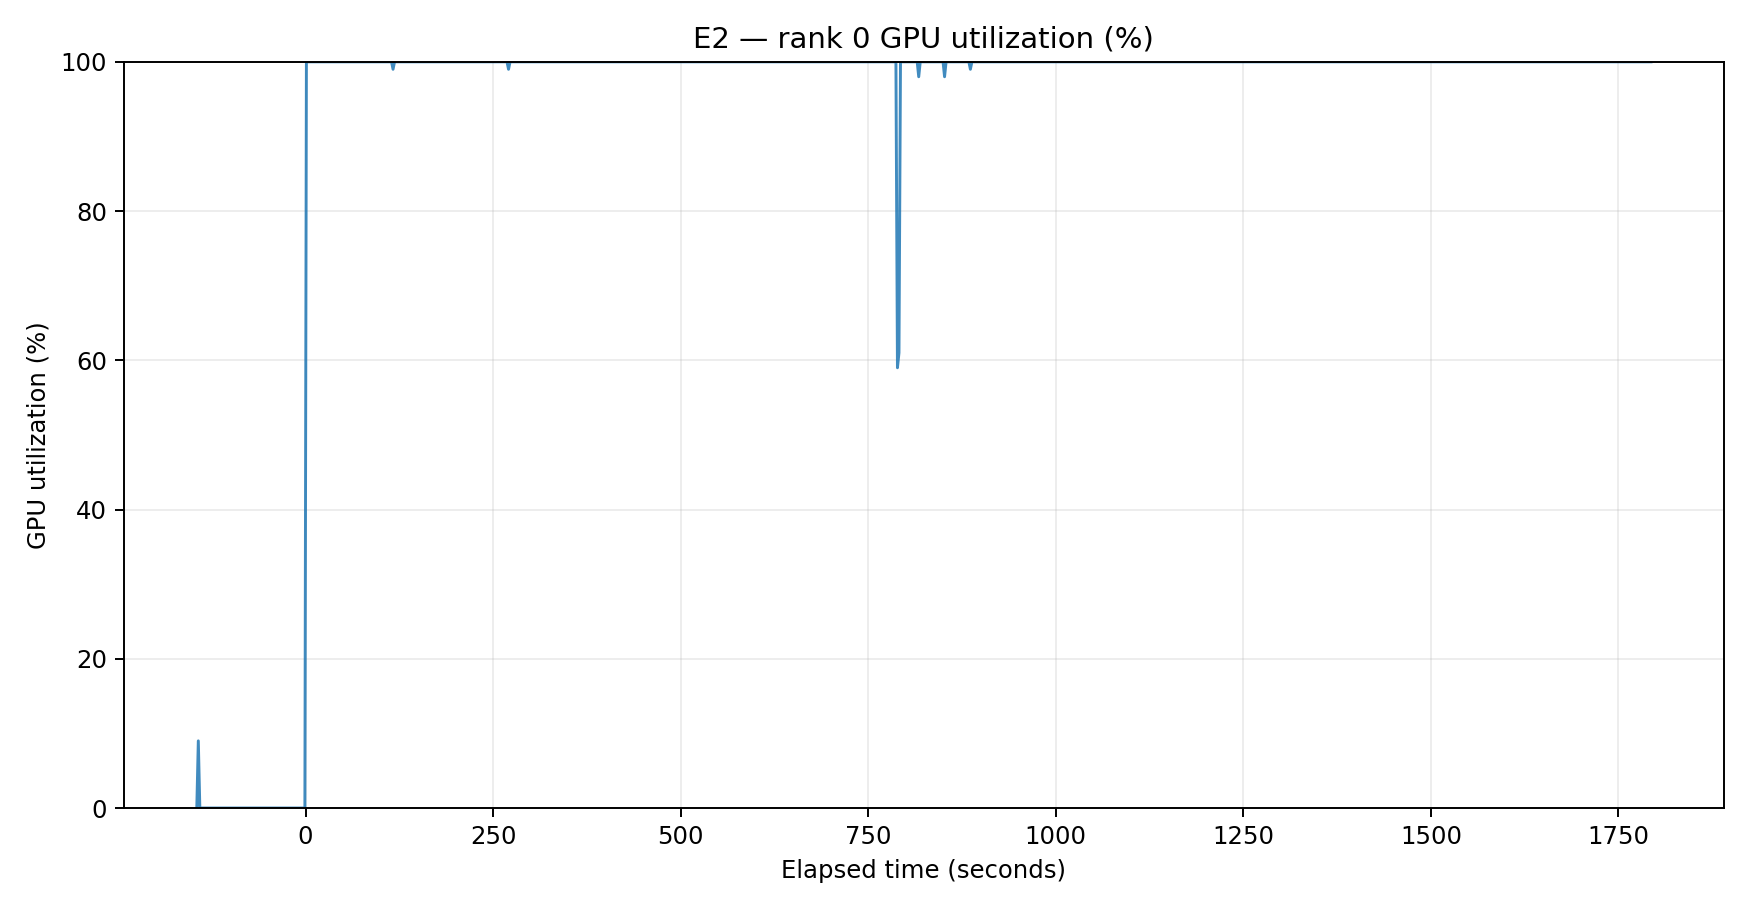 E2 — rank 0 GPU utilization (%)
100
80
60
40
20
0
GPU utilization (%)
0 250 500 750 1000 1250 1500 1750
Elapsed time (seconds)